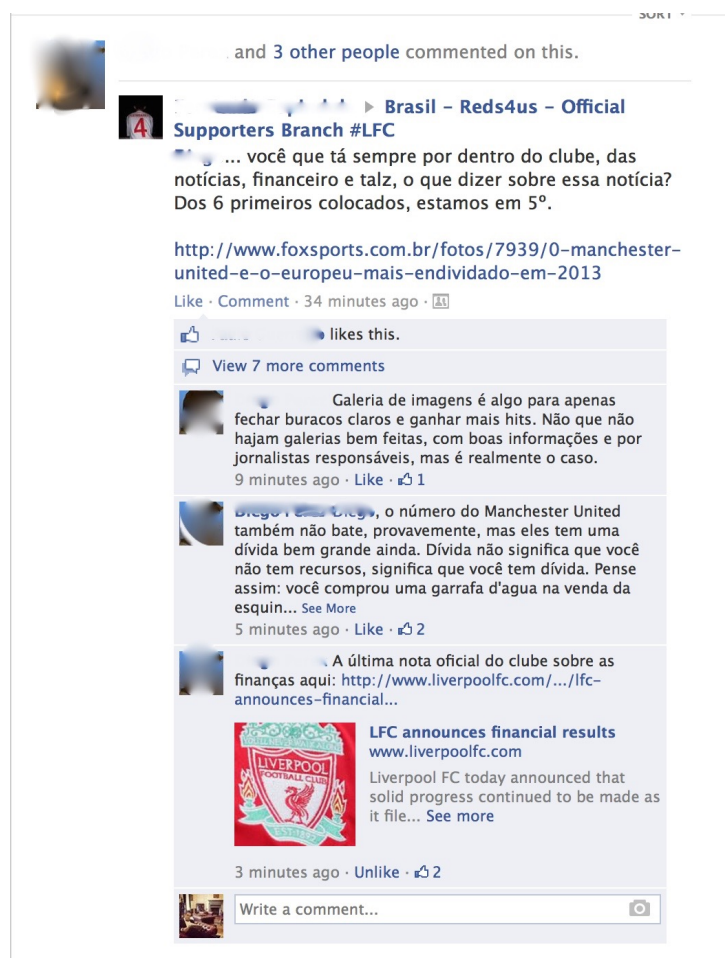 SORT
and 3 other people commented on this.
Brasil – Reds4us – Official
Supporters Branch #LFC
... você que tá sempre por dentro do clube, das
notícias, financeiro e talz, o que dizer sobre essa notícia?
Dos 6 primeiros colocados, estamos em 5º.
http://www.foxsports.com.br/fotos/7939/0-manchester-
united-e-o-europeu-mais-endividado-em-2013
Like · Comment · 34 minutes ago ·
likes this.
View 7 more comments
Galeria de imagens é algo para apenas
fechar buracos claros e ganhar mais hits. Não que não
hajam galerias bem feitas, com boas informações e por
jornalistas responsáveis, mas é realmente o caso.
9 minutes ago · Like · 1
, o número do Manchester United
também não bate, provavemente, mas eles tem uma
dívida bem grande ainda. Dívida não significa que você
não tem recursos, significa que você tem dívida. Pense
assim: você comprou uma garrafa d'agua na venda da
esquin... See More
5 minutes ago · Like · 2
A última nota oficial do clube sobre as
finanças aqui: http://www.liverpoolfc.com/.../lfc-
announces-financial...
LIVERPOOL
FOOTBALL CLUB
EST·1892
LFC announces financial results
www.liverpoolfc.com
Liverpool FC today announced that
solid progress continued to be made as
it file... See more
3 minutes ago · Unlike · 2
Write a comment...
4